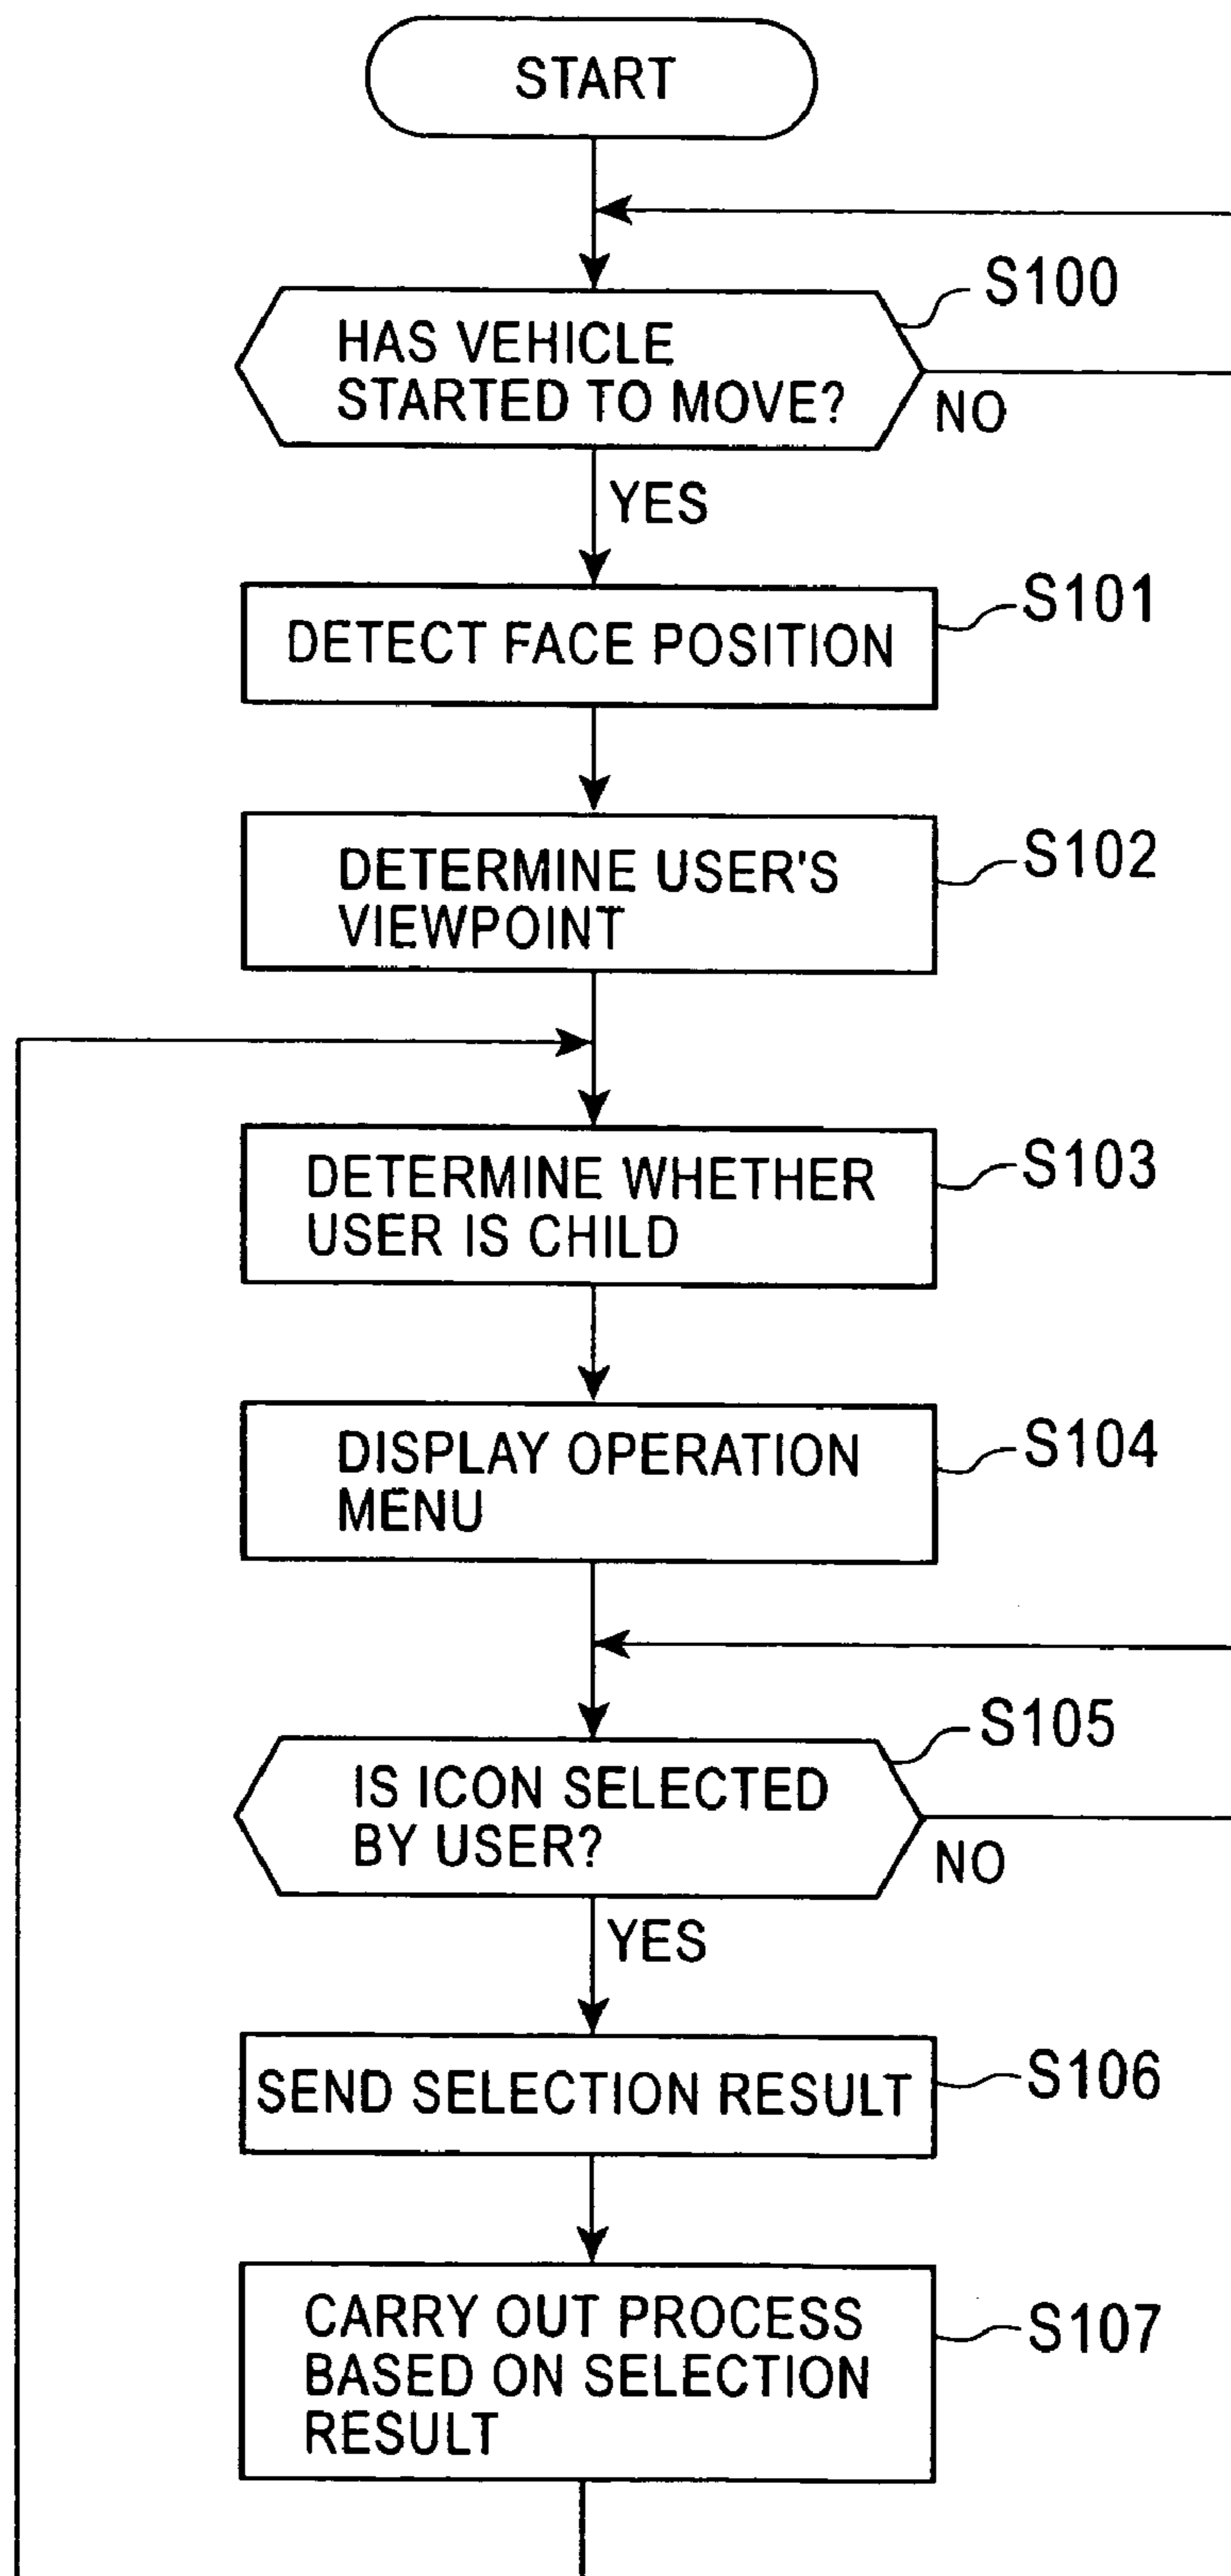 START
S100
HAS VEHICLE
STARTED TO MOVE?
NO
YES
S101
DETECT FACE POSITION
S102
DETERMINE USER'S
VIEWPOINT
S103
DETERMINE WHETHER
USER IS CHILD
S104
DISPLAY OPERATION
MENU
S105
IS ICON SELECTED
BY USER?
NO
YES
S106
SEND SELECTION RESULT
S107
CARRY OUT PROCESS
BASED ON SELECTION
RESULT